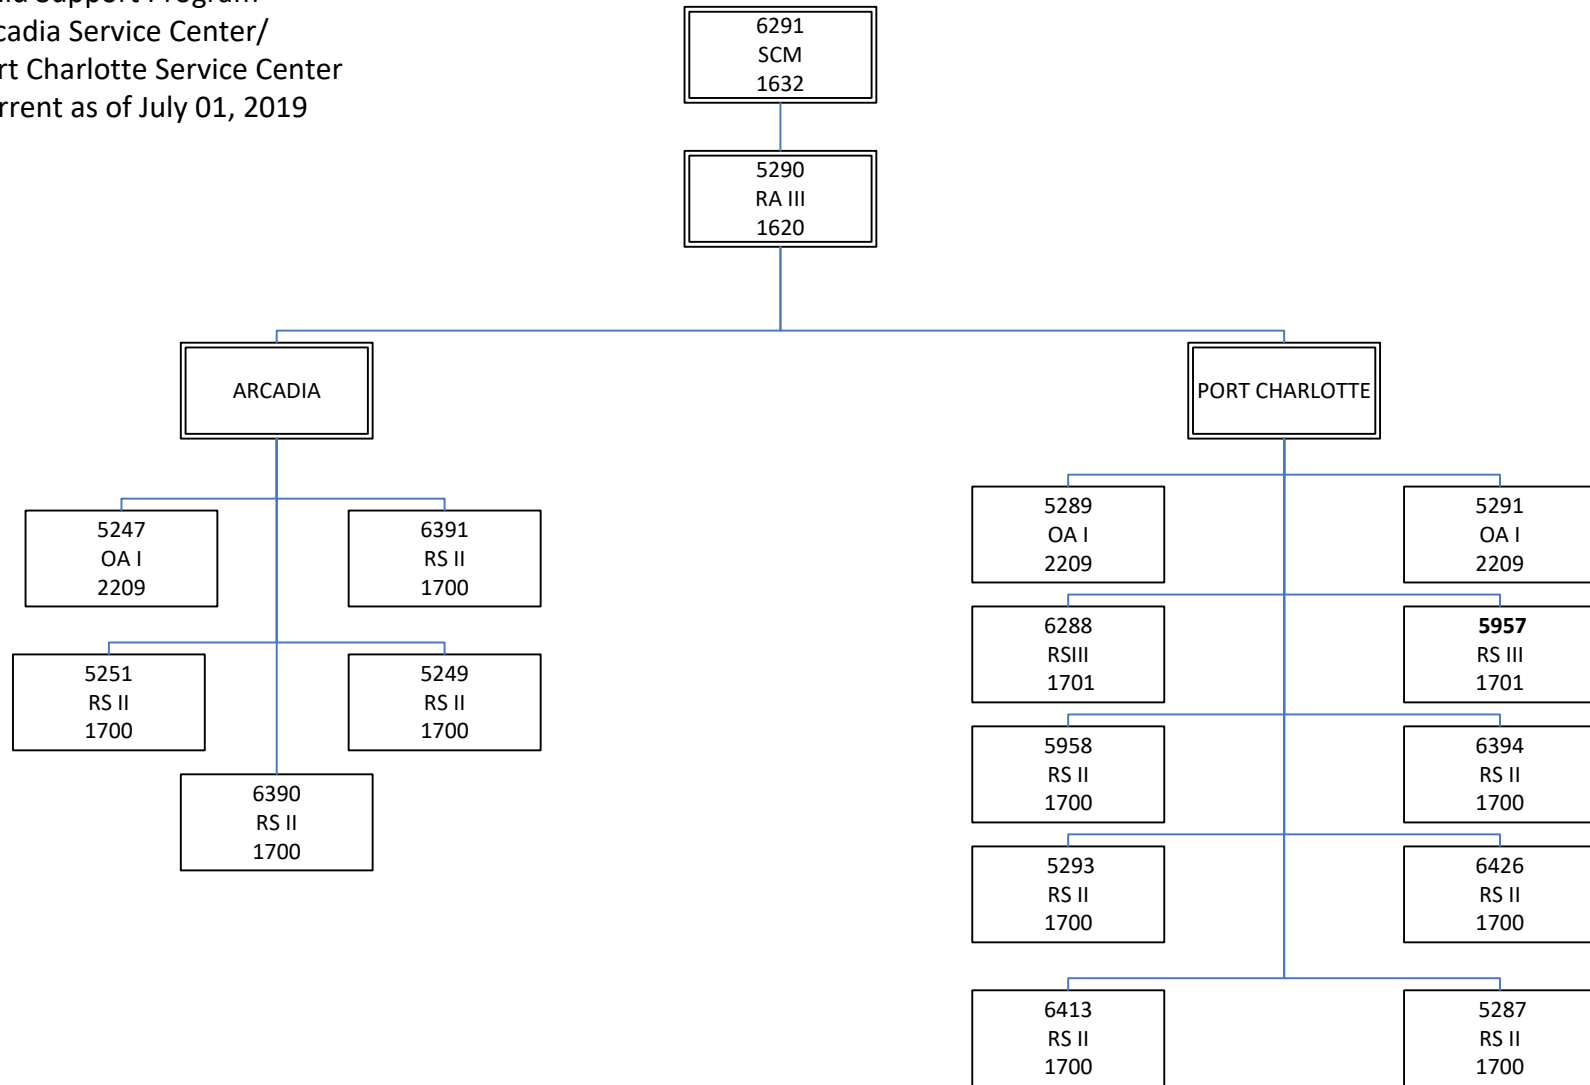 Support Program
Service Center/
Charlotte Service Center
as of July 01, 2019
6291
SCM
1632
5290
RA III
1620
ARCADIA
PORT CHARLOTTE
5247
OA I
2209
6391
RS II
1700
5251
RS II
1700
5249
RS II
1700
6390
RS II
1700
5289
OA I
2209
5291
OA I
2209
6288
RSIII
1701
5957
RS III
1701
5958
RS II
1700
6394
RS II
1700
5293
RS II
1700
6426
RS II
1700
6413
RS II
1700
5287
RS II
1700